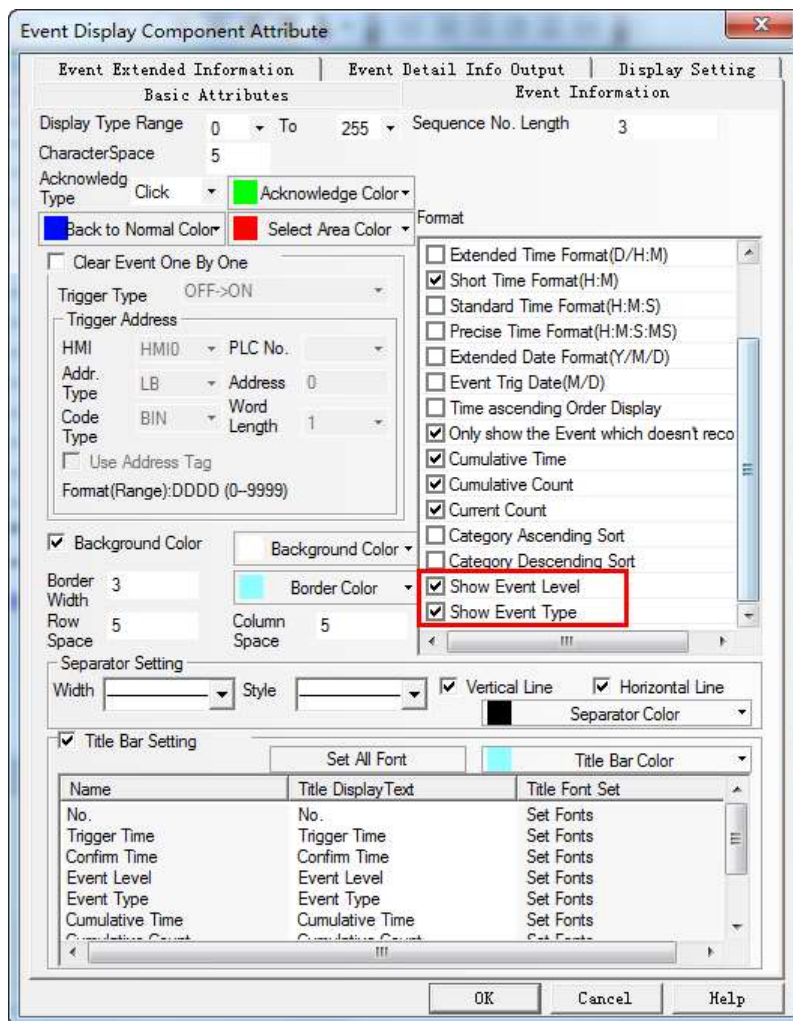 Event Display Component Attribute
Event Extended Information
Event Detail Info Output
Display Setting
Basic Attributes
Event Information
Display Type Range 0 To 255
Sequence No. Length 3
CharacterSpace 5
Acknowledg Type Click
Acknowledge Color
Back to Normal Color
Select Area Color
Format
Clear Event One By One
Trigger Type OFF->ON
Trigger Address
HMI HMI0 PLC No.
Addr. Type LB Address 0
Code Type BIN Word Length 1
Use Address Tag
Format(Range):DDDD (0--9999)
Extended Time Format(D/H:M)
Short Time Format(H:M)
Standard Time Format(H:M:S)
Precise Time Format(H:M:S:MS)
Extended Date Format(Y/M/D)
Event Trig Date(M/D)
Time ascending Order Display
Only show the Event which doesn't reco
Cumulative Time
Cumulative Count
Current Count
Category Ascending Sort
Category Descending Sort
Show Event Level
Show Event Type
Background Color
Background Color
Border Width 3
Border Color
Row Space 5
Column Space 5
Separator Setting
Width
Style
Vertical Line
Horizontal Line
Separator Color
Title Bar Setting
Set All Font
Title Bar Color
Name Title DisplayText Title Font Set
No. No. Set Fonts
Trigger Time Trigger Time Set Fonts
Confirm Time Confirm Time Set Fonts
Event Level Event Level Set Fonts
Event Type Event Type Set Fonts
Cumulative Time Cumulative Time Set Fonts
Cumulative Count Cumulative Count Set Fonts
OK
Cancel
Help